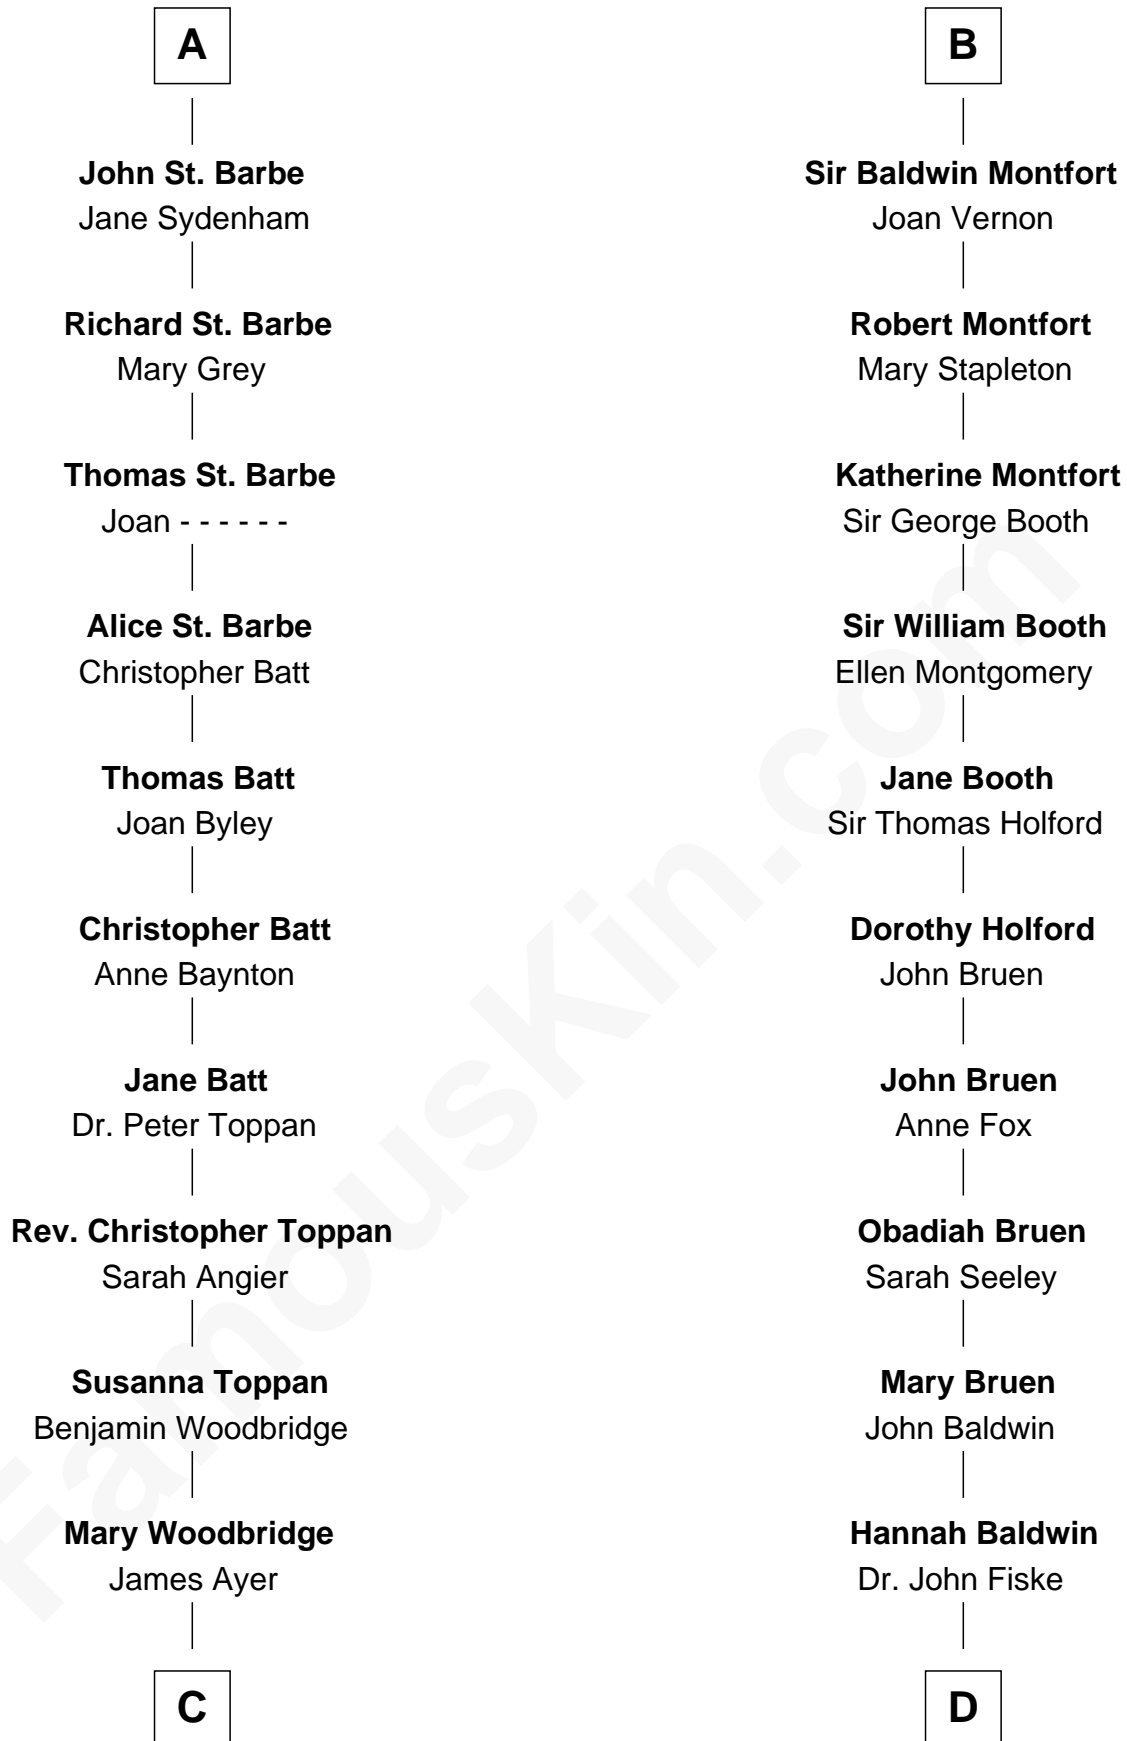 A
John St. Barbe
Jane Sydenham
Richard St. Barbe
Mary Grey
Thomas St. Barbe
Joan - - - - - -
Alice St. Barbe
Christopher Batt
Thomas Batt
Joan Byley
Christopher Batt
Anne Baynton
Jane Batt
Dr. Peter Toppan
Rev. Christopher Toppan
Sarah Angier
Susanna Toppan
Benjamin Woodbridge
Mary Woodbridge
James Ayer
C
B
Sir Baldwin Montfort
Joan Vernon
Robert Montfort
Mary Stapleton
Katherine Montfort
Sir George Booth
Sir William Booth
Ellen Montgomery
Jane Booth
Sir Thomas Holford
Dorothy Holford
John Bruen
John Bruen
Anne Fox
Obadiah Bruen
Sarah Seeley
Mary Bruen
John Baldwin
Hannah Baldwin
Dr. John Fiske
D
FamousKin.com